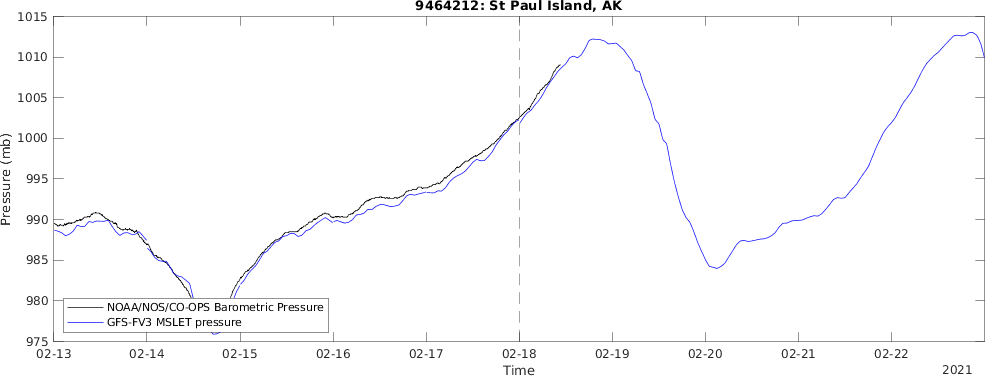 9464212: St Paul Island, AK
1015
1010
1005
1000
995
990
985
980
975
Pressure (mb)
NOAA/NOS/CO-OPS Barometric Pressure
GFS-FV3 MSLET pressure
02-13 02-14 02-15 02-16 02-17 02-18 02-19 02-20 02-21 02-22
Time
2021